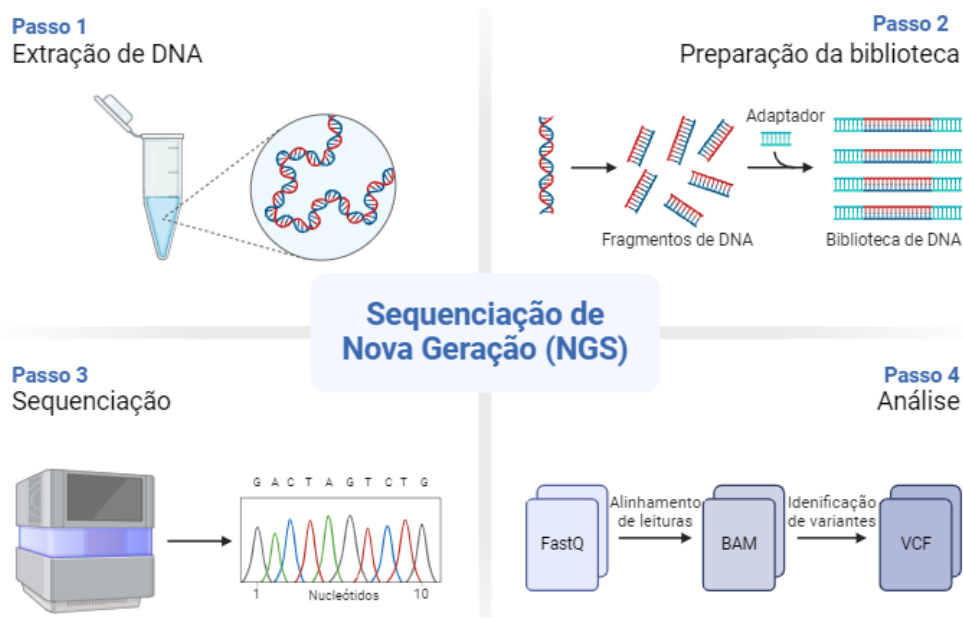 Passo 1
Extração de DNA
Passo 2
Preparação da biblioteca
Adaptador
Fragmentos de DNA
Biblioteca de DNA
Sequenciação de
Nova Geração (NGS)
Passo 3
Sequenciação
G A C T A G T C T G
1
Nucleótidos
10
Passo 4
Análise
FastQ
Alinhamento
de leituras
BAM
Idenificação
de variantes
VCF